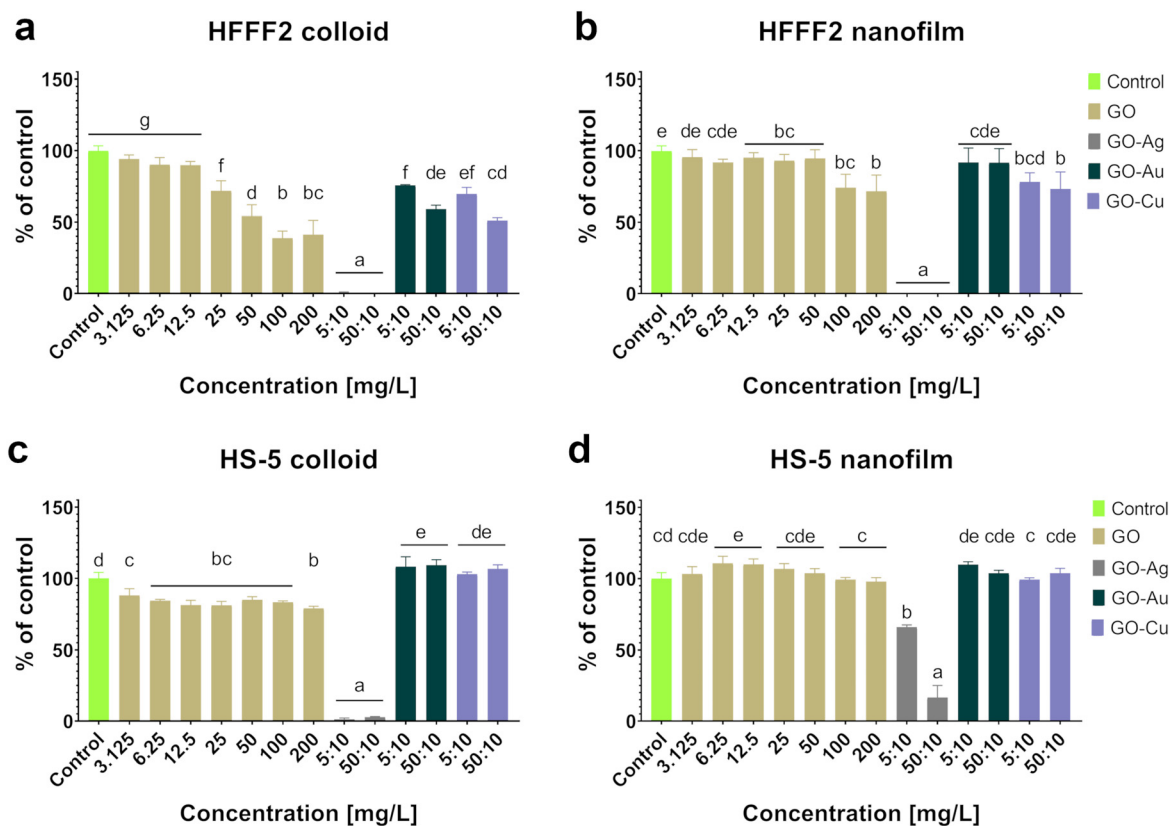 a
HFFF2 colloid
% of control
150
100
50
0
g
f
d
b
bc
a
f
de
ef
cd
Control
3.125
6.25
12.5
25
50
100
200
5:10
50:10
5:10
50:10
5:10
50:10
Concentration [mg/L]
b
HFFF2 nanofilm
% of control
150
100
50
0
e
de
cde
bc
bc
b
a
cde
bcd
b
Control
3.125
6.25
12.5
25
50
100
200
5:10
50:10
5:10
50:10
5:10
50:10
Concentration [mg/L]
Control
GO
GO-Ag
GO-Au
GO-Cu
c
HS-5 colloid
% of control
150
100
50
0
d
c
bc
b
a
e
de
Control
3.125
6.25
12.5
25
50
100
200
5:10
50:10
5:10
50:10
5:10
50:10
Concentration [mg/L]
d
HS-5 nanofilm
% of control
150
100
50
0
cd
cde
e
cde
c
b
a
de
cde
c
cde
Control
3.125
6.25
12.5
25
50
100
200
5:10
50:10
5:10
50:10
5:10
50:10
Concentration [mg/L]
Control
GO
GO-Ag
GO-Au
GO-Cu